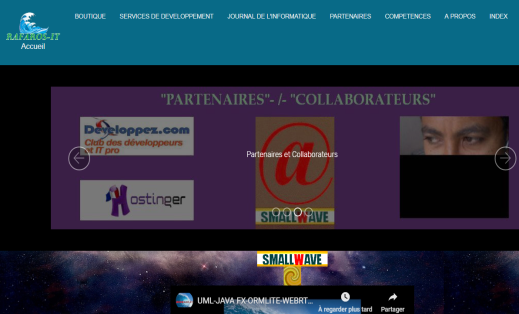 BOUTIQUE SERVICES DE DEVELOPPEMENT JOURNAL DE L'INFORMATIQUE PARTENAIRES COMPETENCES A PROPOS INDEX
RAFAROS-IT
Accueil
"PARTENAIRES"- /- "COLLABORATEURS"
Developpez.com
Club des développeurs
et IT pro
Partenaires et Collaborateurs
Hostinger
SMALLWAVE
SMALLWAVE
UML-JAVA-FX-ORMLITE-WEBRT...
À regarder plus tard Partager